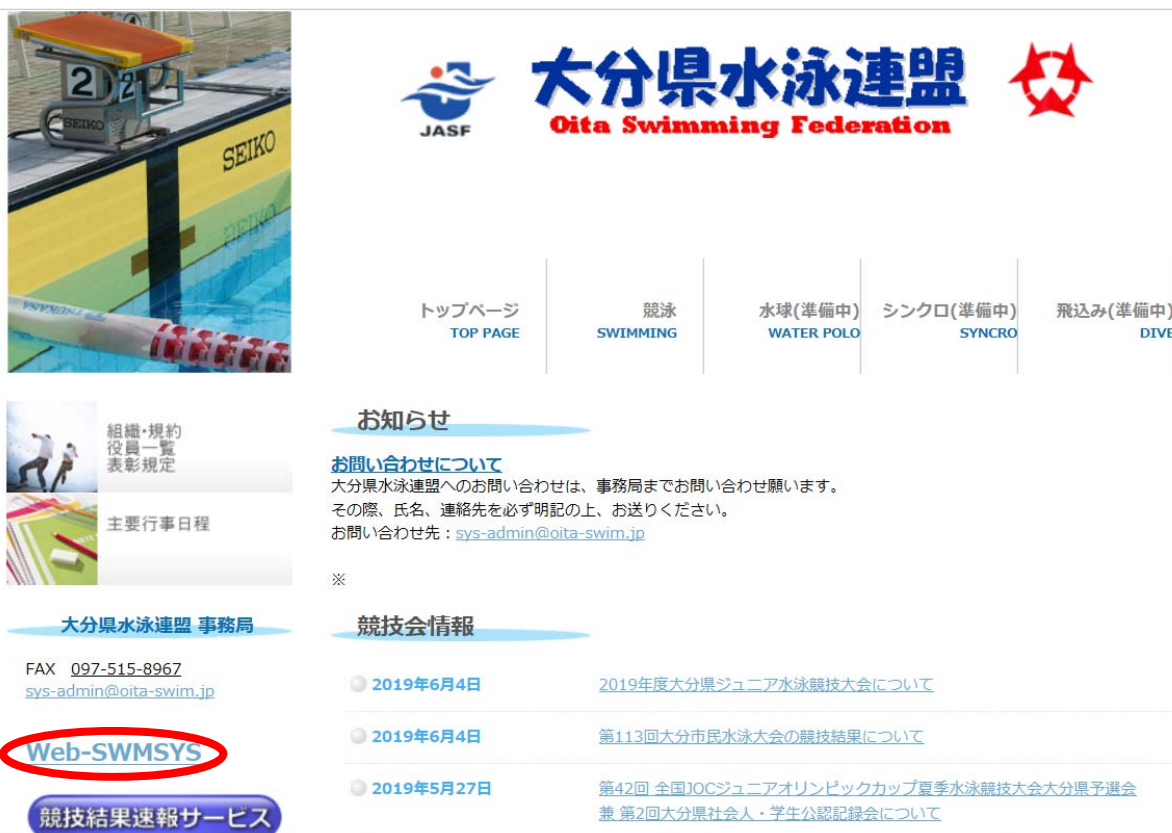 2
2
SEIKO
SEIKO
JASF
大分県水泳連盟
Oita Swimming Federation
トップページ
TOP PAGE
競泳
SWIMMING
水球(準備中)
WATER POLO
シンクロ(準備中)
SYNCRO
飛込み(準備中)
DIVE
組織・規約
役員一覧
表彰規定
主要行事日程
大分県水泳連盟 事務局
FAX 097-515-8967
sys-admin@oita-swim.jp
Web-SWMSYS
競技結果速報サービス
お知らせ
お問い合わせについて
大分県水泳連盟へのお問い合わせは、事務局までお問い合わせ願います。
その際、氏名、連絡先を必ず明記の上、お送りください。
お問い合わせ先：sys-admin@oita-swim.jp
※
競技会情報
2019年6月4日 2019年度大分県ジュニア水泳競技大会について
2019年6月4日 第113回大分市民水泳大会の競技結果について
2019年5月27日 第42回 全国JOCジュニアオリンピックカップ夏季水泳競技大会大分県予選会
兼 第2回大分県社会人・学生公認記録会について